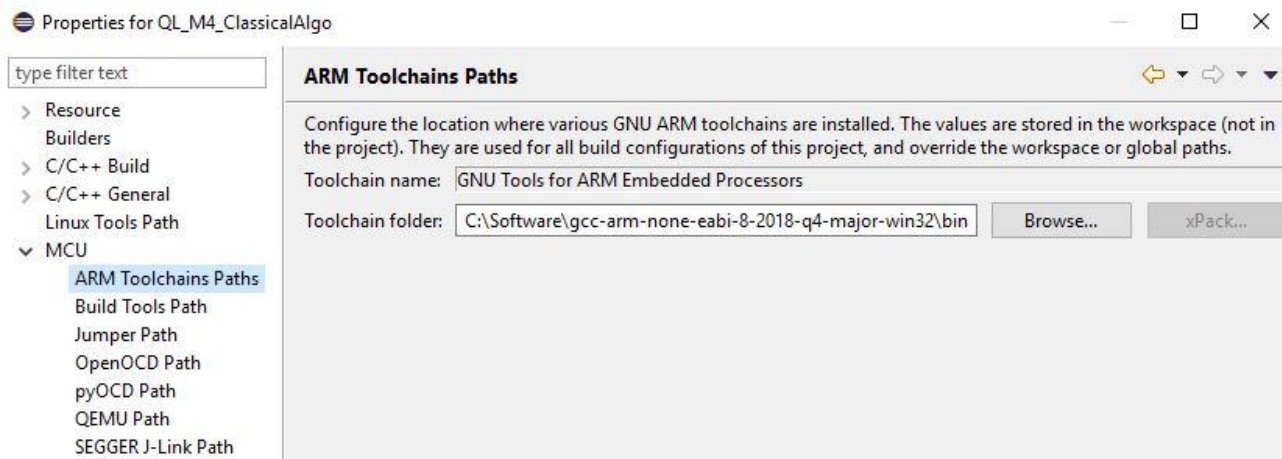 Properties for QL_M4_ClassicalAlgo
type filter text
Resource
Builders
C/C++ Build
C/C++ General
Linux Tools Path
MCU
ARM Toolchains Paths
Build Tools Path
Jumper Path
OpenOCD Path
pyOCD Path
QEMU Path
SEGGER J-Link Path
ARM Toolchains Paths
Configure the location where various GNU ARM toolchains are installed. The values are stored in the workspace (not in
the project). They are used for all build configurations of this project, and override the workspace or global paths.
Toolchain name: GNU Tools for ARM Embedded Processors
Toolchain folder: C:\Software\gcc-arm-none-eabi-8-2018-q4-major-win32\bin Browse... xPack...